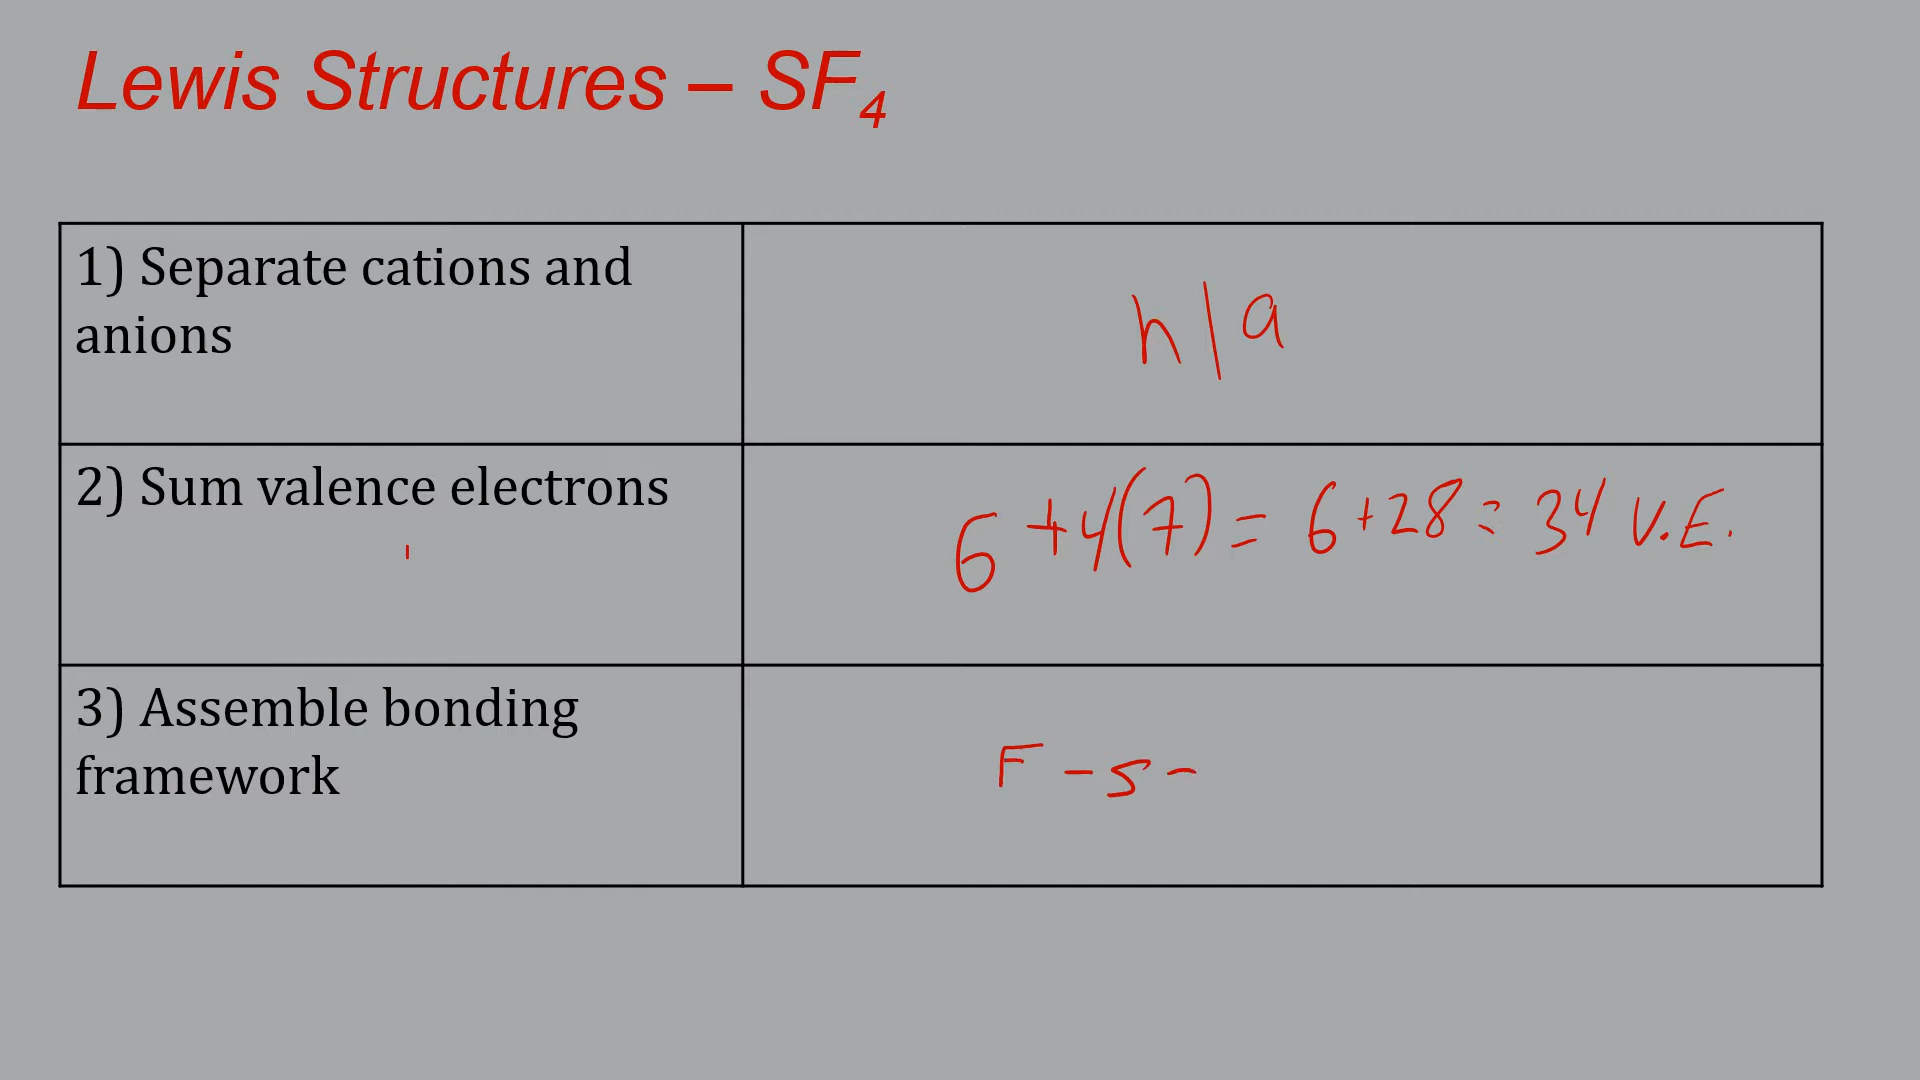 Lewis Structures – SF₄
1) Separate cations and
anions
n/a
2) Sum valence electrons
6 + 4(7) = 6 + 28 = 34 V.E.
3) Assemble bonding
framework
F – S –